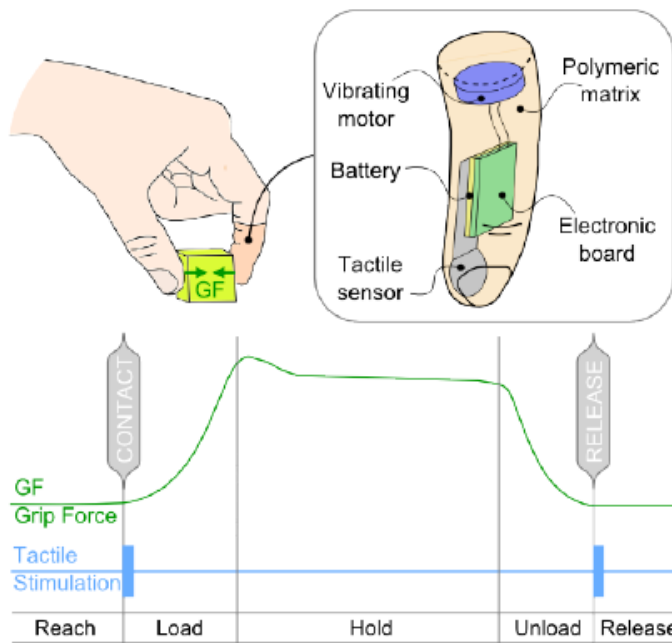 Vibrating
motor
Polymeric
matrix
Battery
Electronic
board
Tactile
sensor
GF
CONTACT
RELEASE
GF
Grip Force
Tactile
Stimulation
Reach
Load
Hold
Unload
Release